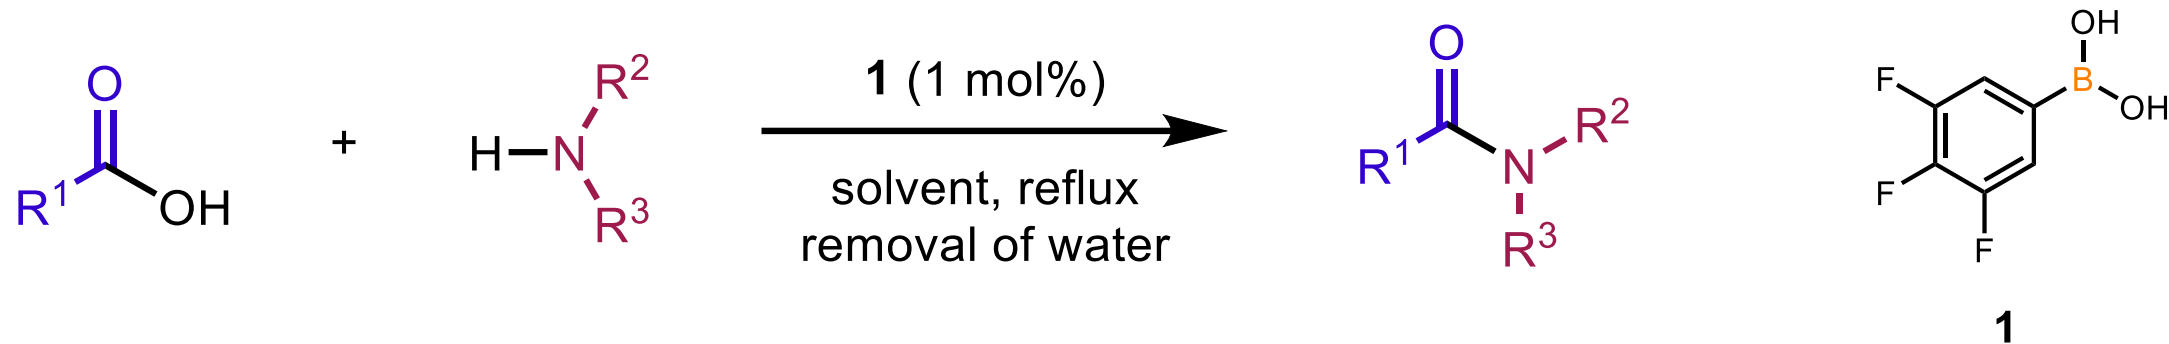 O
R¹
OH
+
H
N
R²
R³
1 (1 mol%)
solvent, reflux
removal of water
O
R¹
N
R²
R³
OH
B
OH
F
F
F
1